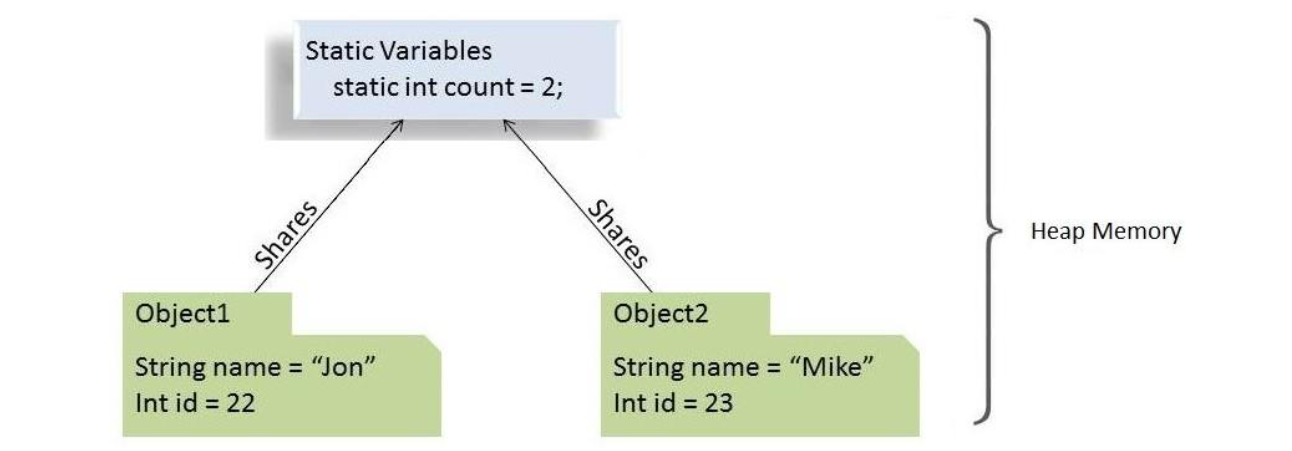 Static Variables
static int count = 2;
Shares
Shares
Heap Memory
Object1
String name = “Jon”
Int id = 22
Object2
String name = “Mike”
Int id = 23